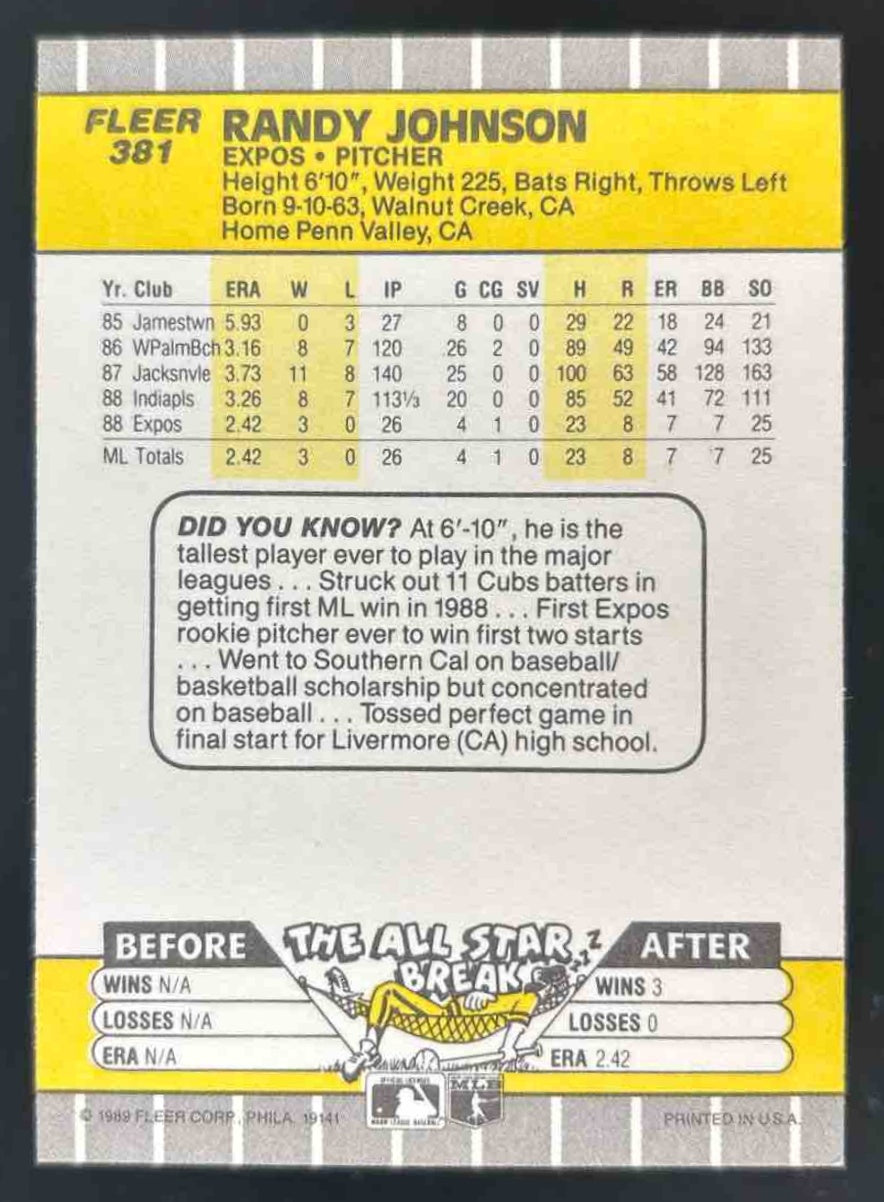 FLEER
381
RANDY JOHNSON
EXPOS • PITCHER
Height 6'10", Weight 225, Bats Right, Throws Left
Born 9-10-63, Walnut Creek, CA
Home Penn Valley, CA
Yr. Club ERA W L IP G CG SV H R ER BB SO
85 Jamestwn 5.93 0 3 27 8 0 0 29 22 18 24 21
86 WPalmBch 3.16 8 7 120 26 2 0 89 49 42 94 133
87 Jacksnvle 3.73 11 8 140 25 0 0 100 63 58 128 163
88 Indiapls 3.26 8 7 113⅓ 20 0 0 85 52 41 72 111
88 Expos 2.42 3 0 26 4 1 0 23 8 7 7 25
ML Totals 2.42 3 0 26 4 1 0 23 8 7 7 25
DID YOU KNOW? At 6'-10", he is the
tallest player ever to play in the major
leagues . . . Struck out 11 Cubs batters in
getting first ML win in 1988 . . . First Expos
rookie pitcher ever to win first two starts
. . . Went to Southern Cal on baseball/
basketball scholarship but concentrated
on baseball . . . Tossed perfect game in
final start for Livermore (CA) high school.
BEFORE
THE ALL STAR
BREAK
ZZZ
AFTER
WINS N/A
LOSSES N/A
ERA N/A
WINS 3
LOSSES 0
ERA 2.42
MLB
© 1989 FLEER CORP., PHILA. 19141
PRINTED IN U.S.A.